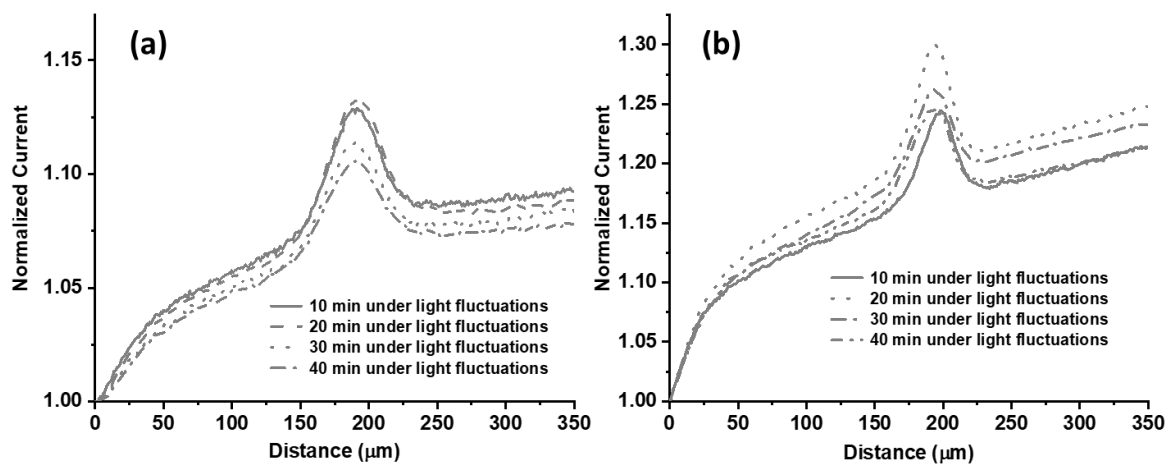 (a)
Normalized Current
1.15
1.10
1.05
1.00
10 min under light fluctuations
20 min under light fluctuations
30 min under light fluctuations
40 min under light fluctuations
0 50 100 150 200 250 300 350
Distance (μm)
(b)
Normalized Current
1.30
1.25
1.20
1.15
1.10
1.05
1.00
10 min under light fluctuations
20 min under light fluctuations
30 min under light fluctuations
40 min under light fluctuations
0 50 100 150 200 250 300 350
Distance (μm)